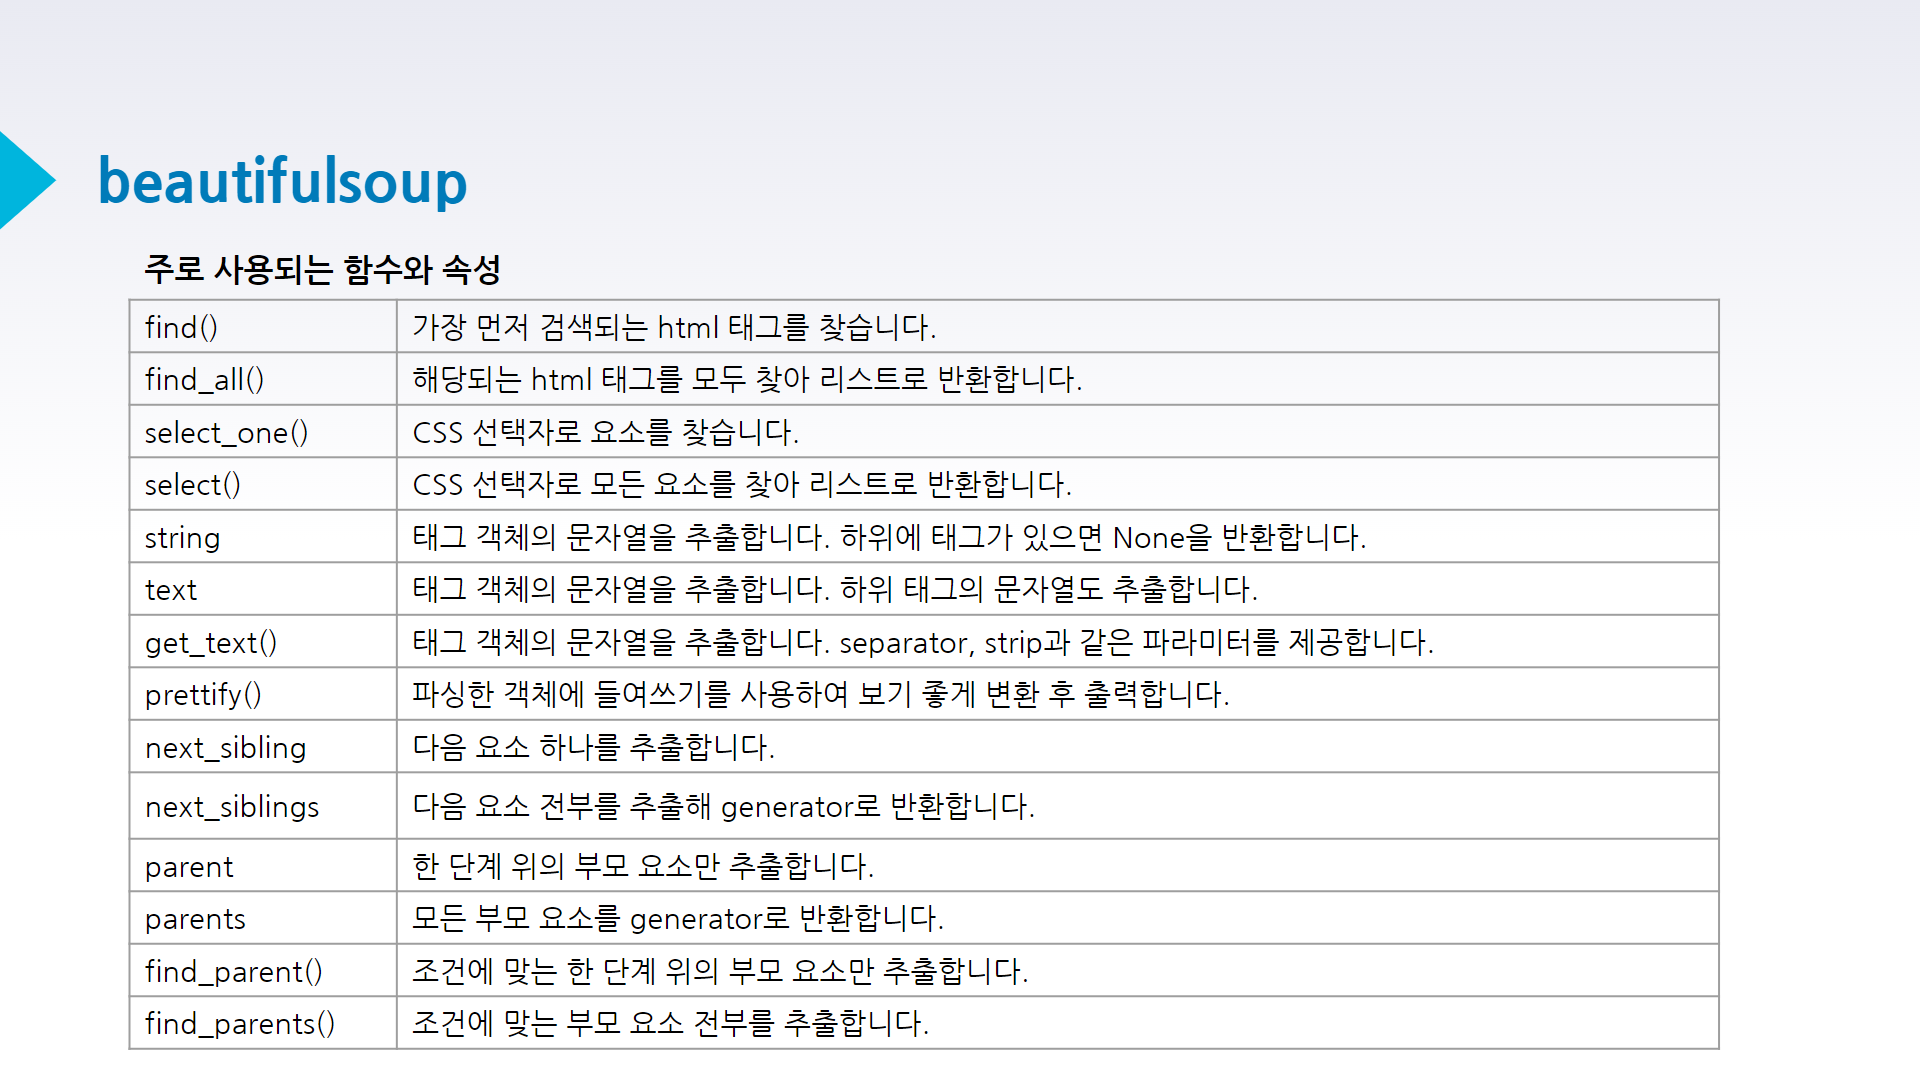 beautifulsoup
주로 사용되는 함수와 속성
find() 가장 먼저 검색되는 html 태그를 찾습니다.
find_all() 해당되는 html 태그를 모두 찾아 리스트로 반환합니다.
select_one() CSS 선택자로 요소를 찾습니다.
select() CSS 선택자로 모든 요소를 찾아 리스트로 반환합니다.
string 태그 객체의 문자열을 추출합니다. 하위에 태그가 있으면 None을 반환합니다.
text 태그 객체의 문자열을 추출합니다. 하위 태그의 문자열도 추출합니다.
get_text() 태그 객체의 문자열을 추출합니다. separator, strip과 같은 파라미터를 제공합니다.
prettify() 파싱한 객체에 들여쓰기를 사용하여 보기 좋게 변환 후 출력합니다.
next_sibling 다음 요소 하나를 추출합니다.
next_siblings 다음 요소 전부를 추출해 generator로 반환합니다.
parent 한 단계 위의 부모 요소만 추출합니다.
parents 모든 부모 요소를 generator로 반환합니다.
find_parent() 조건에 맞는 한 단계 위의 부모 요소만 추출합니다.
find_parents() 조건에 맞는 부모 요소 전부를 추출합니다.